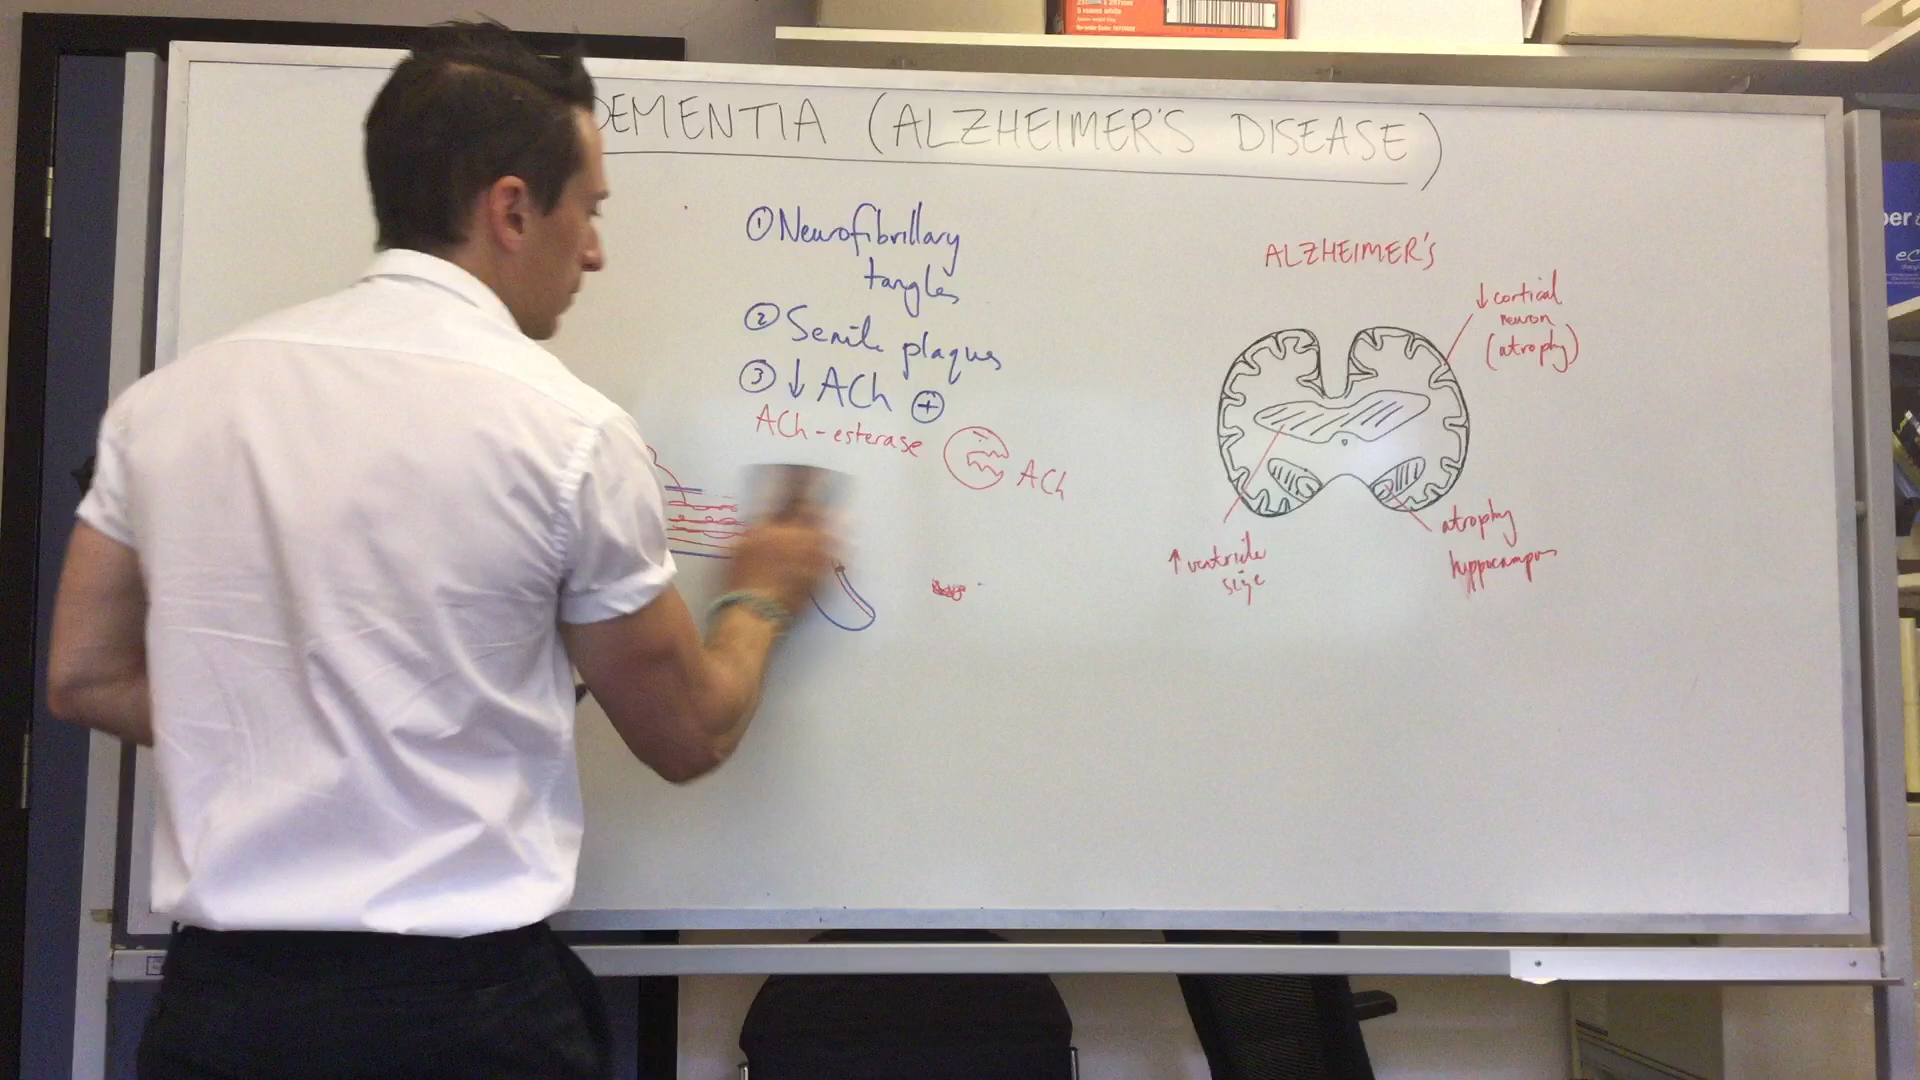 DEMENTIA (ALZHEIMER'S DISEASE)
① Neurofibrillary
tangles
② Senile plaques
③ ↓ ACh ⊕
ACh-esterase
ACh
ALZHEIMER'S
↓ cortical
neuron
(atrophy)
↑ ventricle
size
atrophy
hippocampus